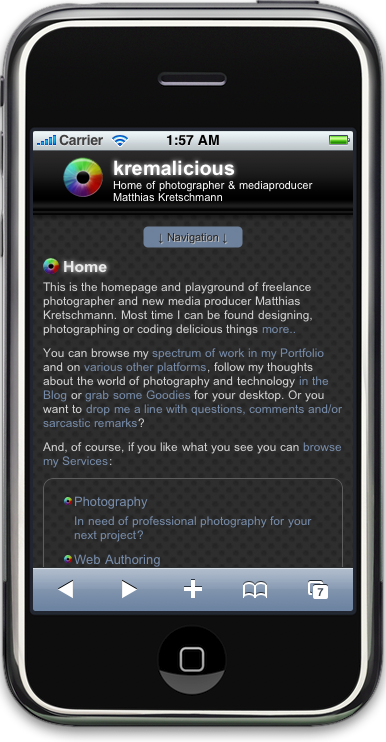 Carrier 1:57 AM
kremalicious
Home of photographer & mediaproducer
Matthias Kretschmann
↓ Navigation ↓
Home
This is the homepage and playground of freelance
photographer and new media producer Matthias
Kretschmann. Most time I can be found designing,
photographing or coding delicious things more..
You can browse my spectrum of work in my Portfolio
and on various other platforms, follow my thoughts
about the world of photography and technology in the
Blog or grab some Goodies for your desktop. Or you
want to drop me a line with questions, comments and/or
sarcastic remarks?
And, of course, if you like what you see you can browse
my Services:
Photography
In need of professional photography for your
next project?
Web Authoring
7